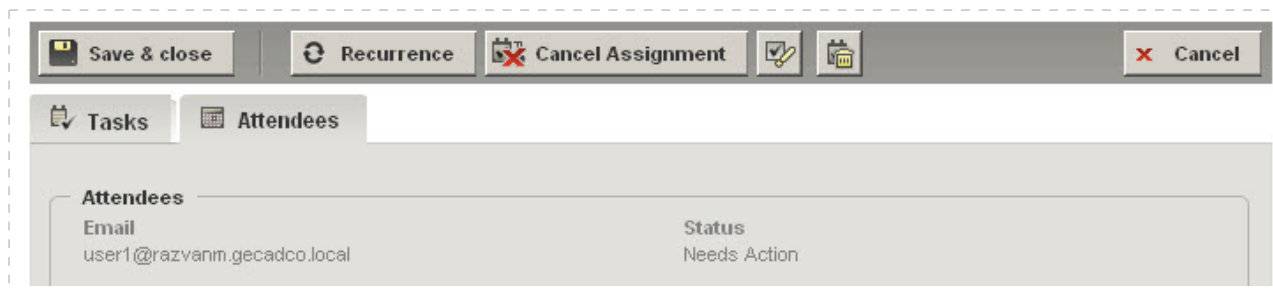 Save & close Recurrence Cancel Assignment Cancel
Tasks Attendees
Attendees
Email Status
user1@razvanm.gecadco.local Needs Action